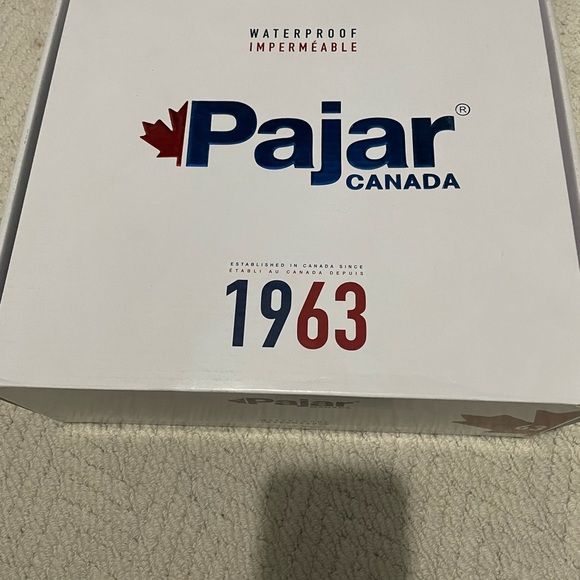 WATERPROOF
IMPERMÉABLE
Pajar®
CANADA
ESTABLISHED IN CANADA SINCE
ÉTABLI AU CANADA DEPUIS
1963
Pajar